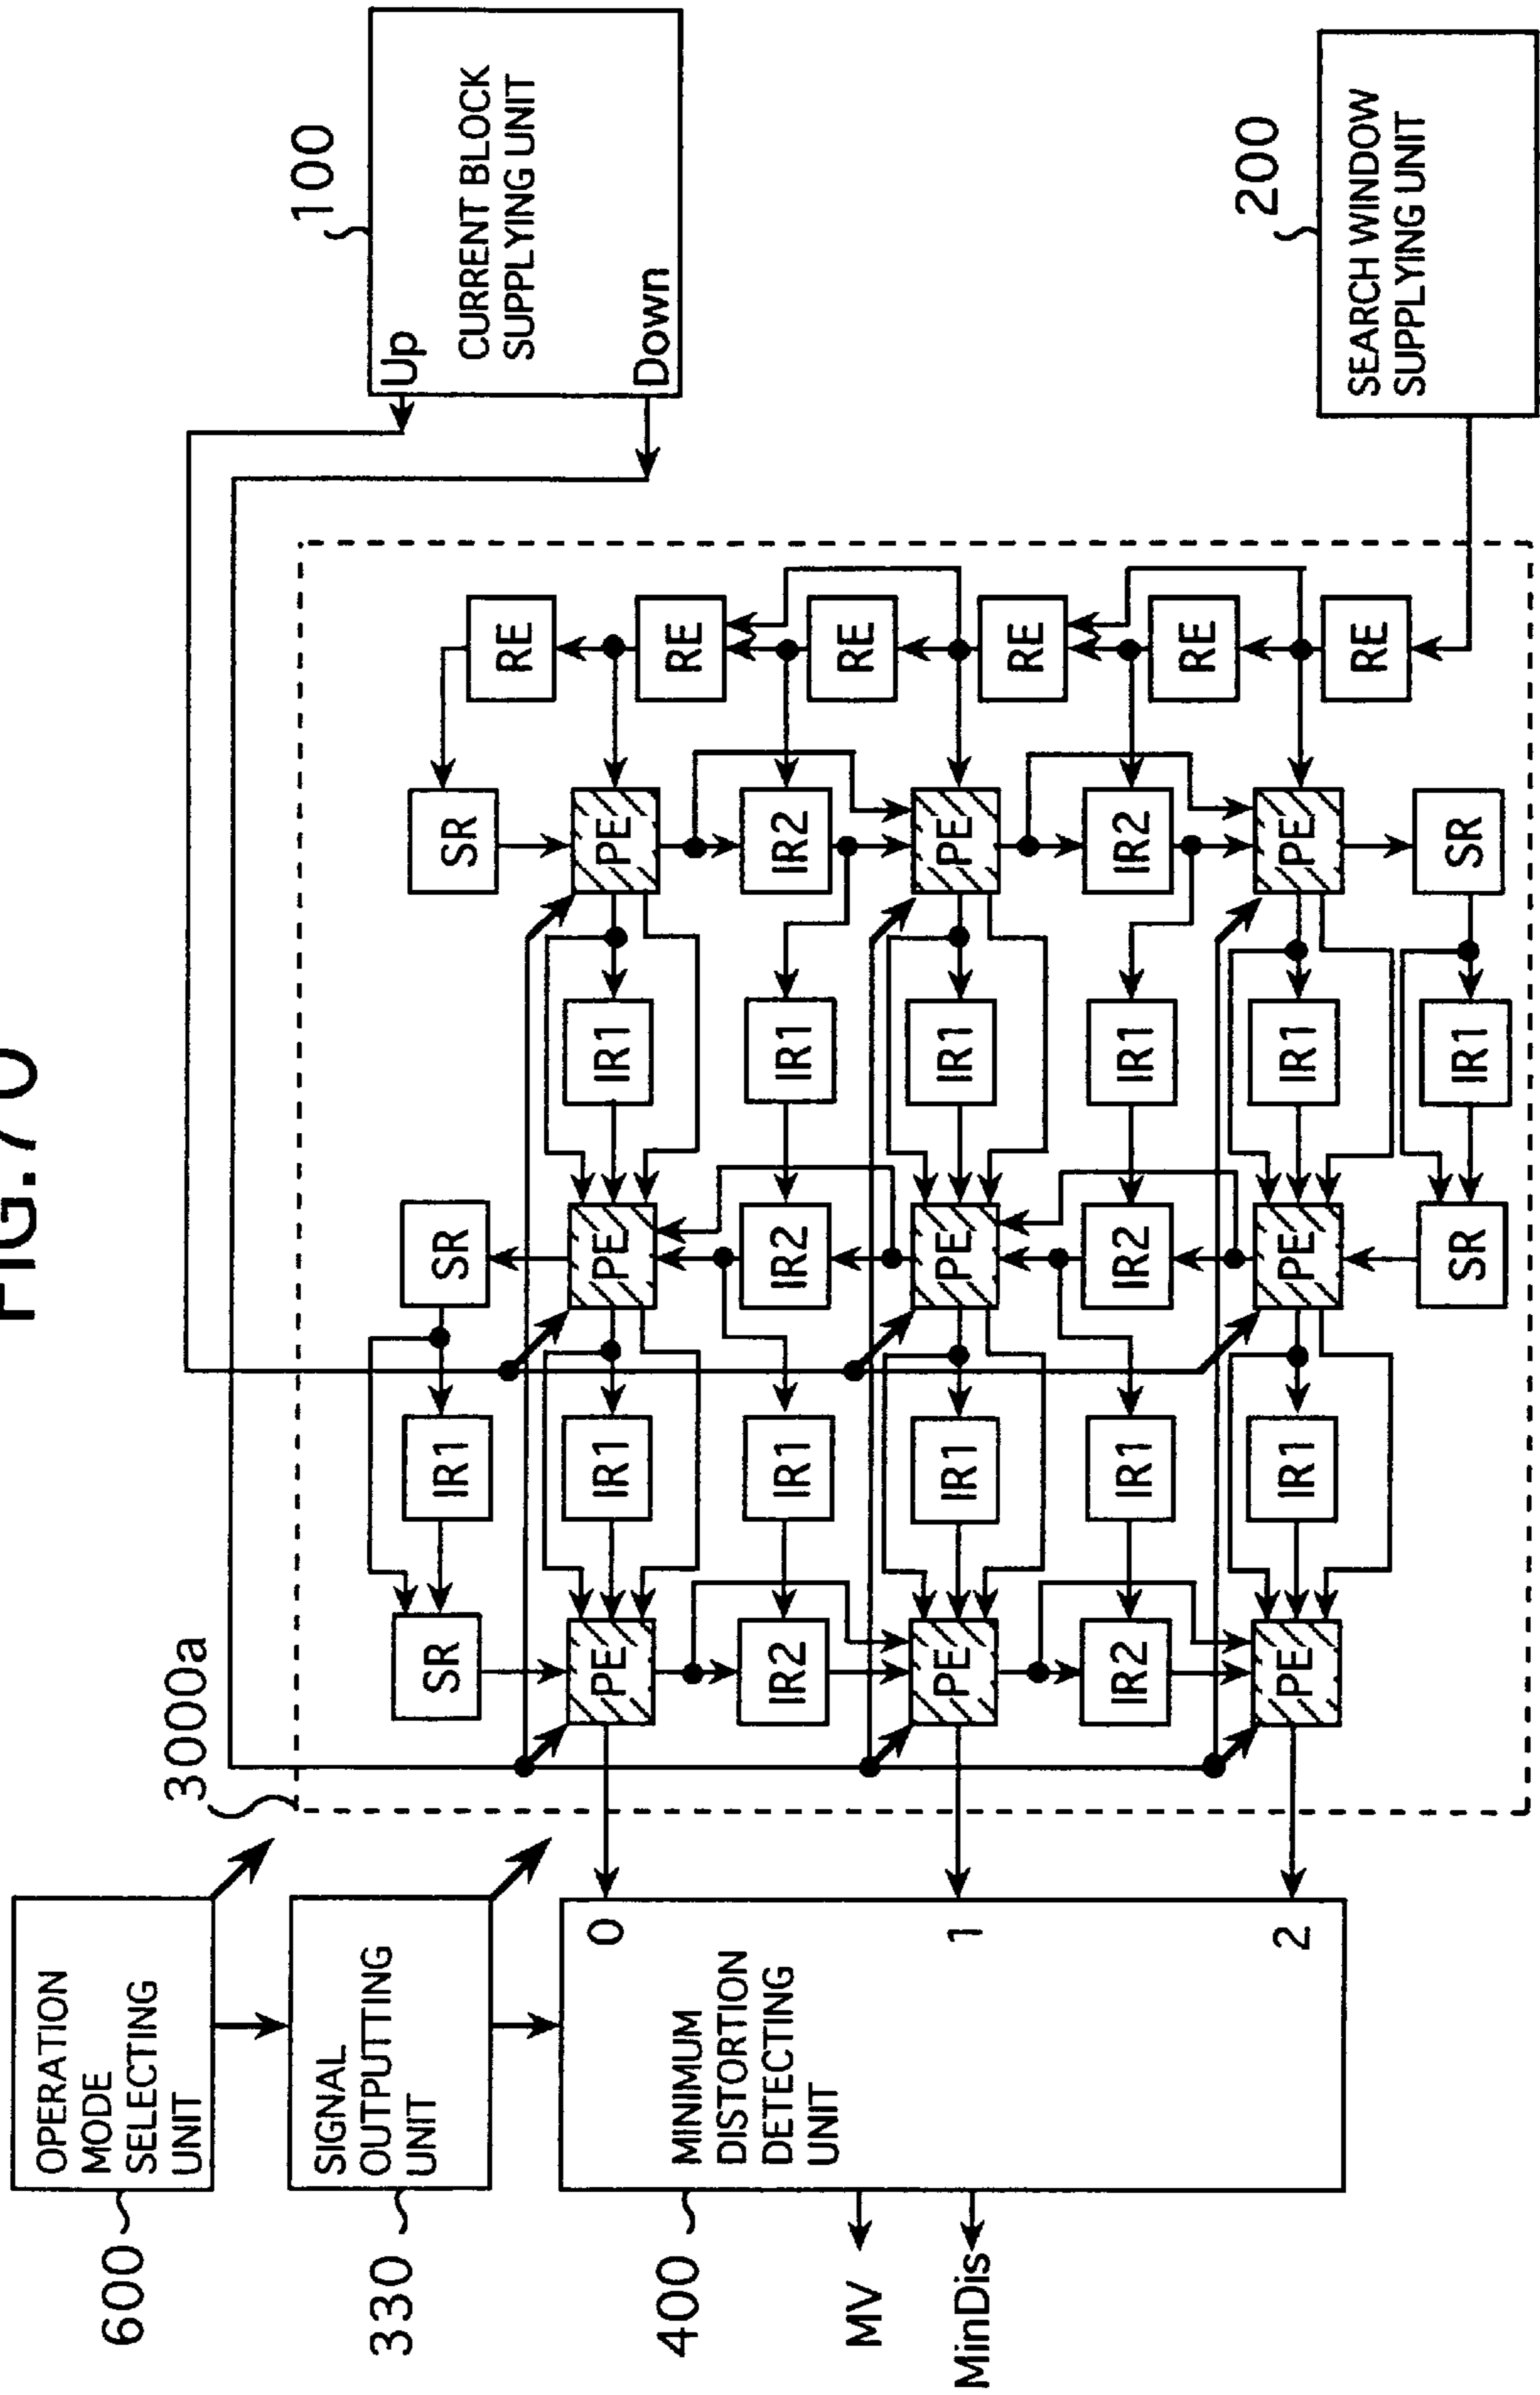 FIG.70
600
OPERATION
MODE
SELECTING
UNIT
330
SIGNAL
OUTPUTTING
UNIT
3000a
400
MINIMUM
DISTORTION
DETECTING
UNIT
0
1
2
MV
MinDis
SR IR1 SR SR RE
PE IR1 PE IR1 PE RE
IR2 IR1 IR2 IR1 IR2 RE
PE IR1 PE IR1 PE RE
IR2 IR1 IR2 IR1 IR2 RE
PE IR1 PE IR1 PE RE
SR IR1 SR
100
Up
CURRENT BLOCK
SUPPLYING UNIT
Down
200
SEARCH WINDOW
SUPPLYING UNIT